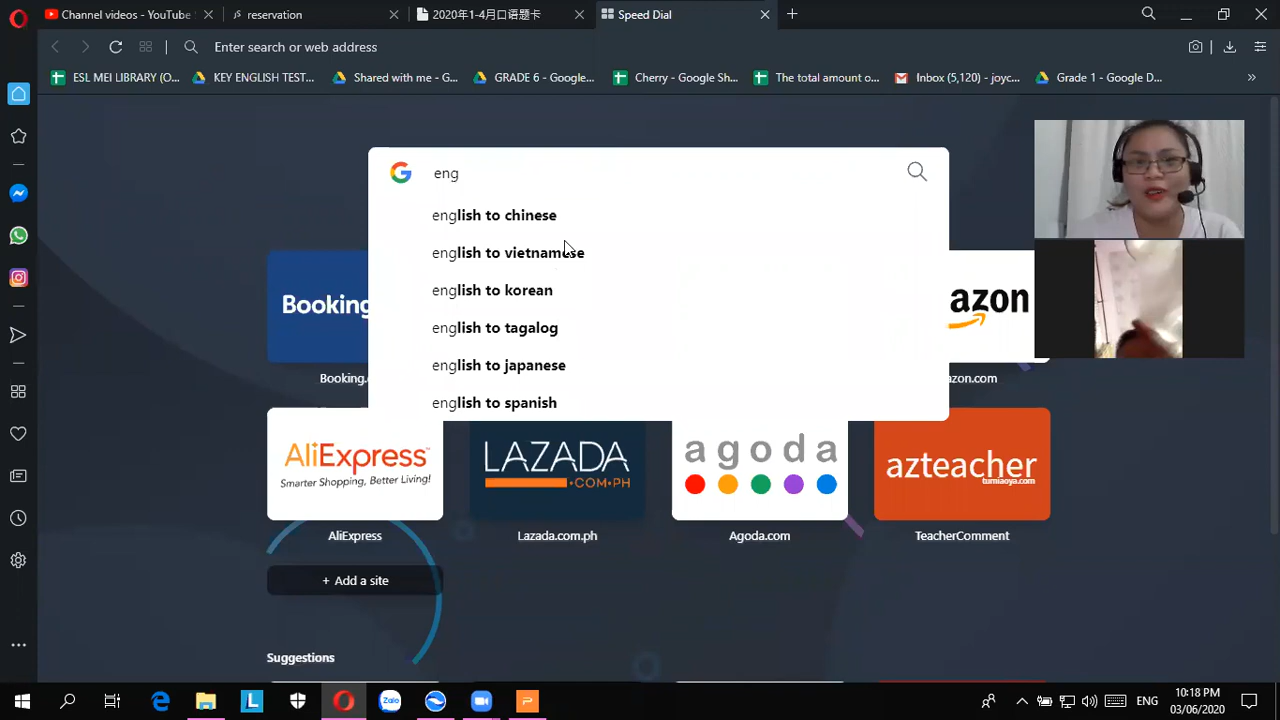 Channel videos - YouTube
reservation
2020年1-4月口语题卡
Speed Dial
Enter search or web address
ESL MEI LIBRARY (O...
KEY ENGLISH TEST...
Shared with me - G...
GRADE 6 - Google...
Cherry - Google Sh...
The total amount o...
Inbox (5,120) - joyc...
Grade 1 - Google D...
eng
english to chinese
english to vietnamese
english to korean
english to tagalog
english to japanese
english to spanish
Booking.
azon
Booking.
azon.com
AliExpress
Smarter Shopping, Better Living!
LAZADA
.COM.PH
agoda
azteacher
tumiaoya.com
AliExpress
Lazada.com.ph
Agoda.com
TeacherComment
+ Add a site
Suggestions
ENG
10:18 PM
03/06/2020